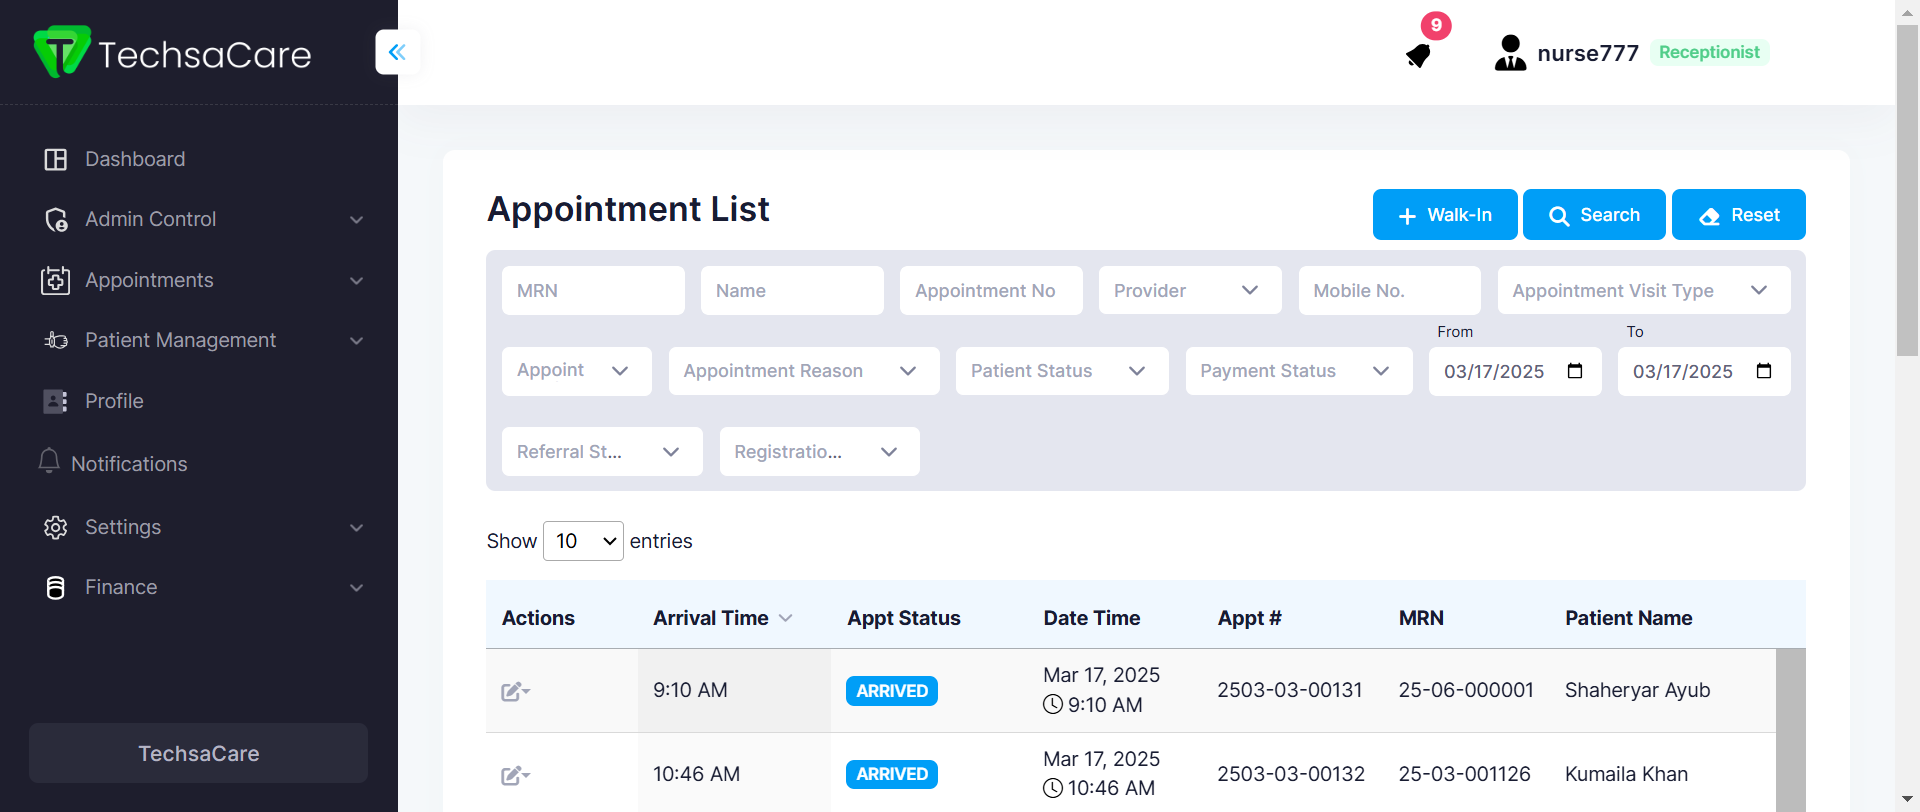 TechsaCare
9
nurse777 Receptionist
Dashboard
Admin Control
Appointments
Patient Management
Profile
Notifications
Settings
Finance
TechsaCare
Appointment List
Walk-In Search Reset
MRN Name Appointment No Provider Mobile No. Appointment Visit Type
From To
Appoint Appointment Reason Patient Status Payment Status 03/17/2025 03/17/2025
Referral St... Registratio...
Show 10 entries
Actions Arrival Time Appt Status Date Time Appt # MRN Patient Name
9:10 AM ARRIVED Mar 17, 2025 9:10 AM 2503-03-00131 25-06-000001 Shaheryar Ayub
10:46 AM ARRIVED Mar 17, 2025 10:46 AM 2503-03-00132 25-03-001126 Kumaila Khan